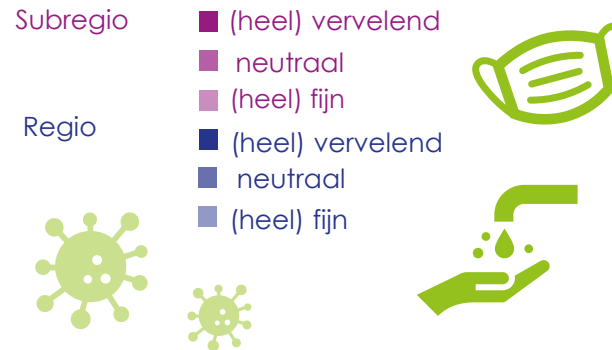 Subregio
(heel) vervelend
neutraal
(heel) fijn
Regio
(heel) vervelend
neutraal
(heel) fijn